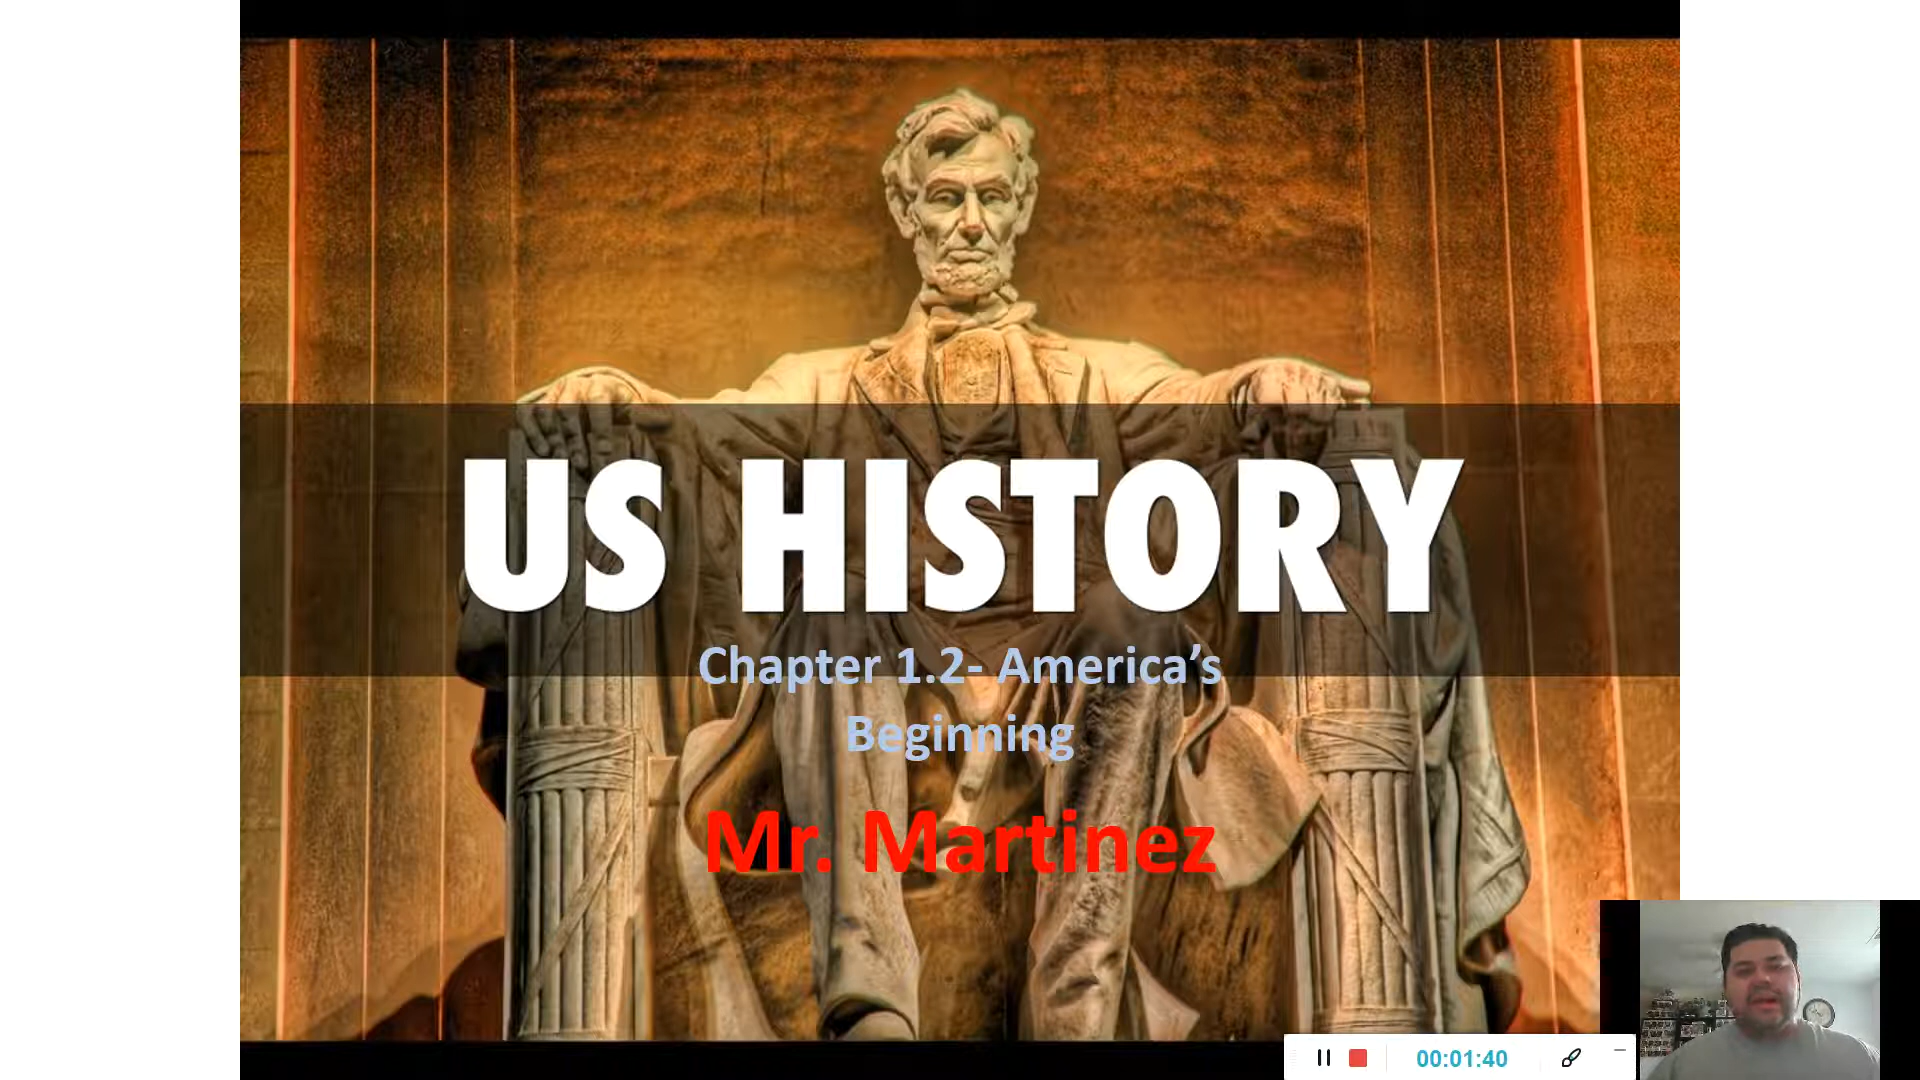 US HISTORY
Chapter 1.2- America’s
Beginning
Mr. Martinez
00:01:40